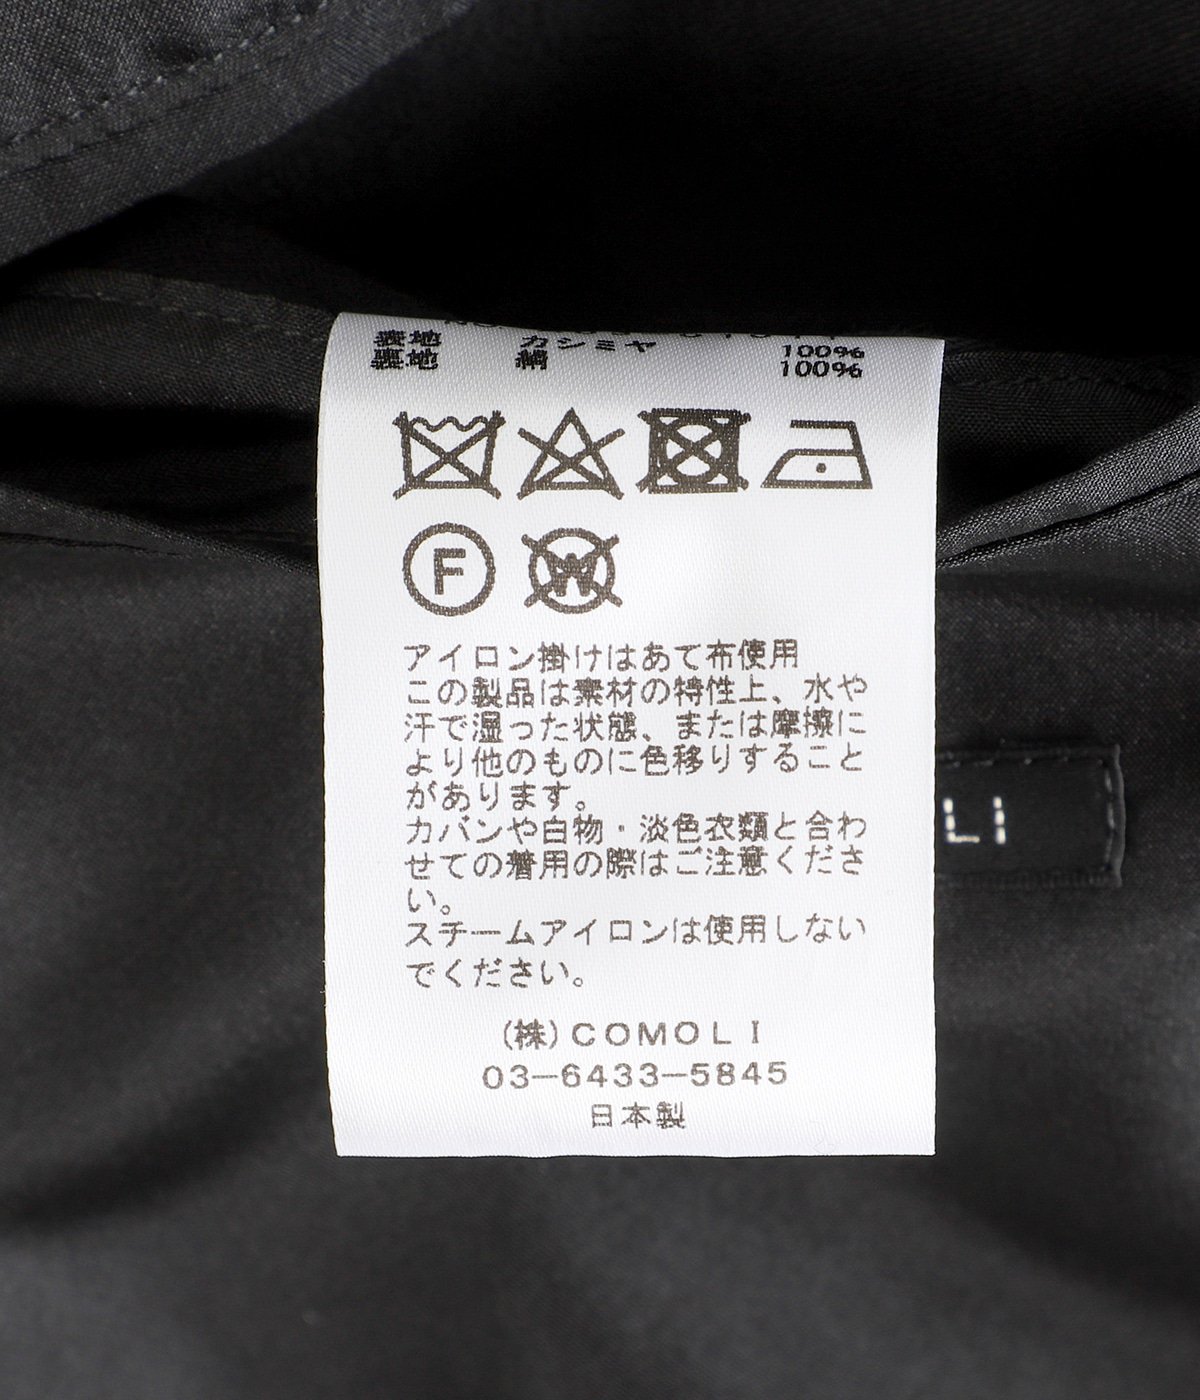 表地 カシミヤ 100%
裏地 絹 100%
F
W
アイロン掛けはあて布使用
この製品は素材の特性上、水や
汗で湿った状態、または摩擦に
より他のものに色移りすること
があります。
カバンや白物・淡色衣類と合わ
せての着用の際はご注意くださ
い。
スチームアイロンは使用しない
でください。
(株)COMOLI
03-6433-5845
日本製
LI